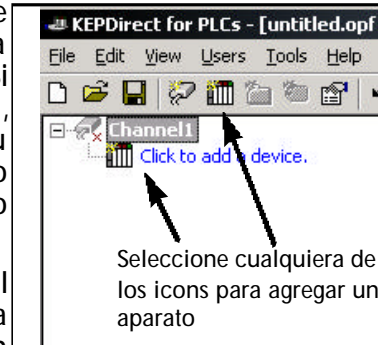 KEPDirect for PLCs - [untitled.opf
File Edit View Users Tools Help
Channel1
Click to add a device.
Seleccione cualquiera de
los icons para agregar un
aparato